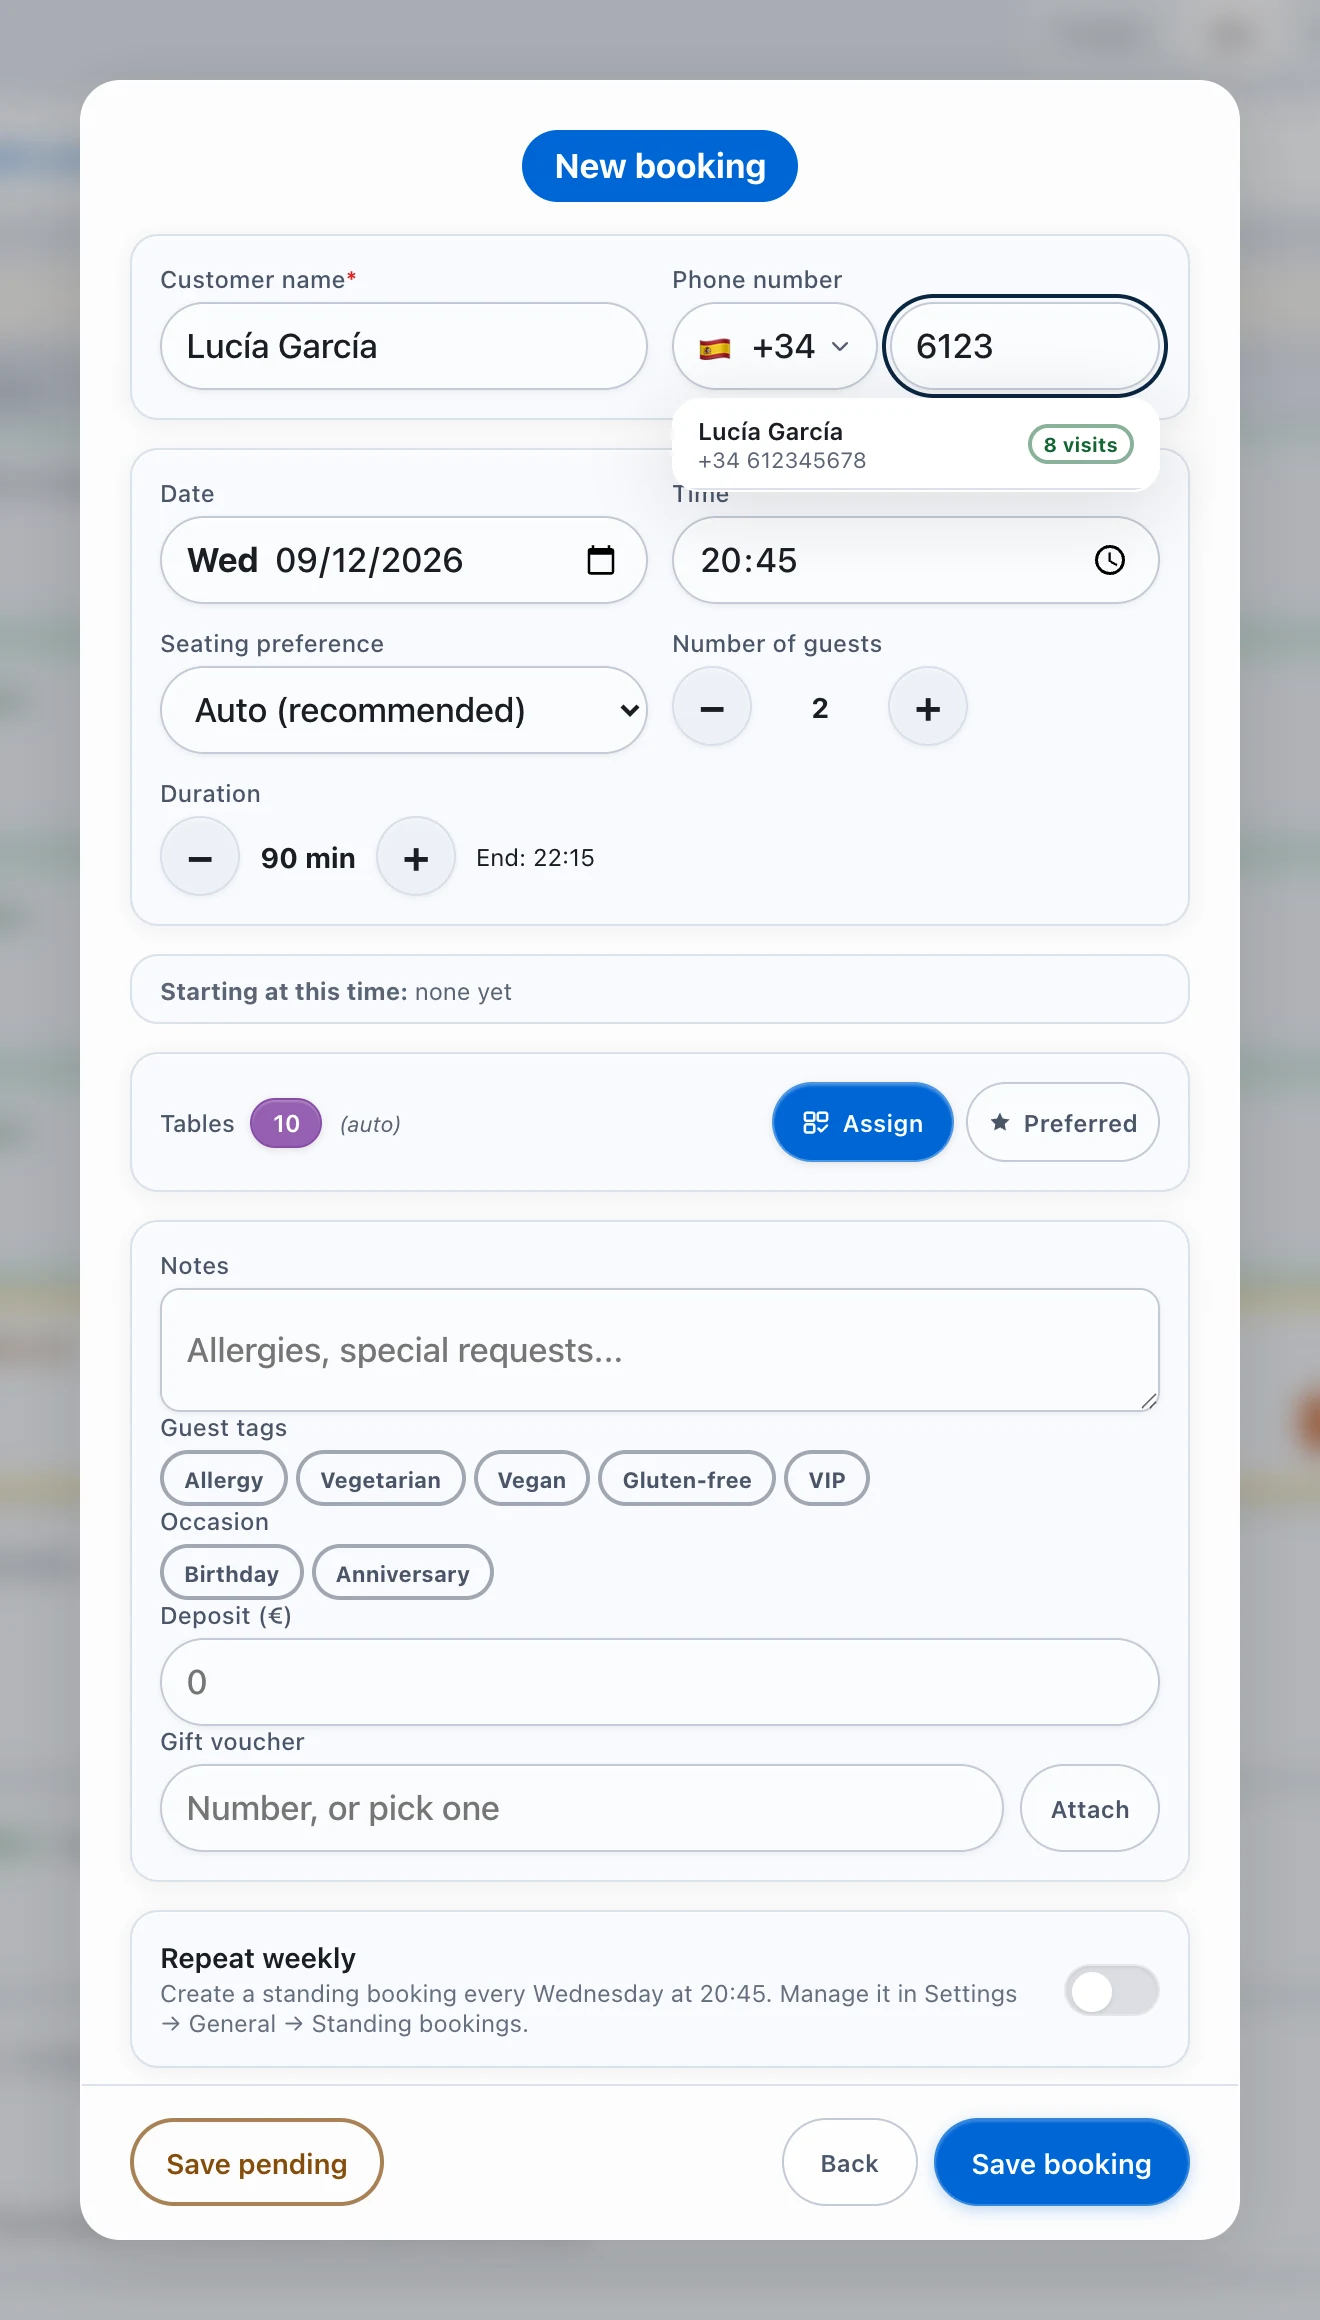 New booking
Customer name*
Phone number
Lucía García
+34
6123
Lucía García
+34 612345678
8 visits
Date
Time
Wed 09/12/2026
20:45
Seating preference
Number of guests
Auto (recommended)
2
Duration
90 min
End: 22:15
Starting at this time: none yet
Tables 10 (auto)
Assign
Preferred
Notes
Allergies, special requests...
Guest tags
Allergy
Vegetarian
Vegan
Gluten-free
VIP
Occasion
Birthday
Anniversary
Deposit (€)
0
Gift voucher
Number, or pick one
Attach
Repeat weekly
Create a standing booking every Wednesday at 20:45. Manage it in Settings
→ General → Standing bookings.
Save pending
Back
Save booking